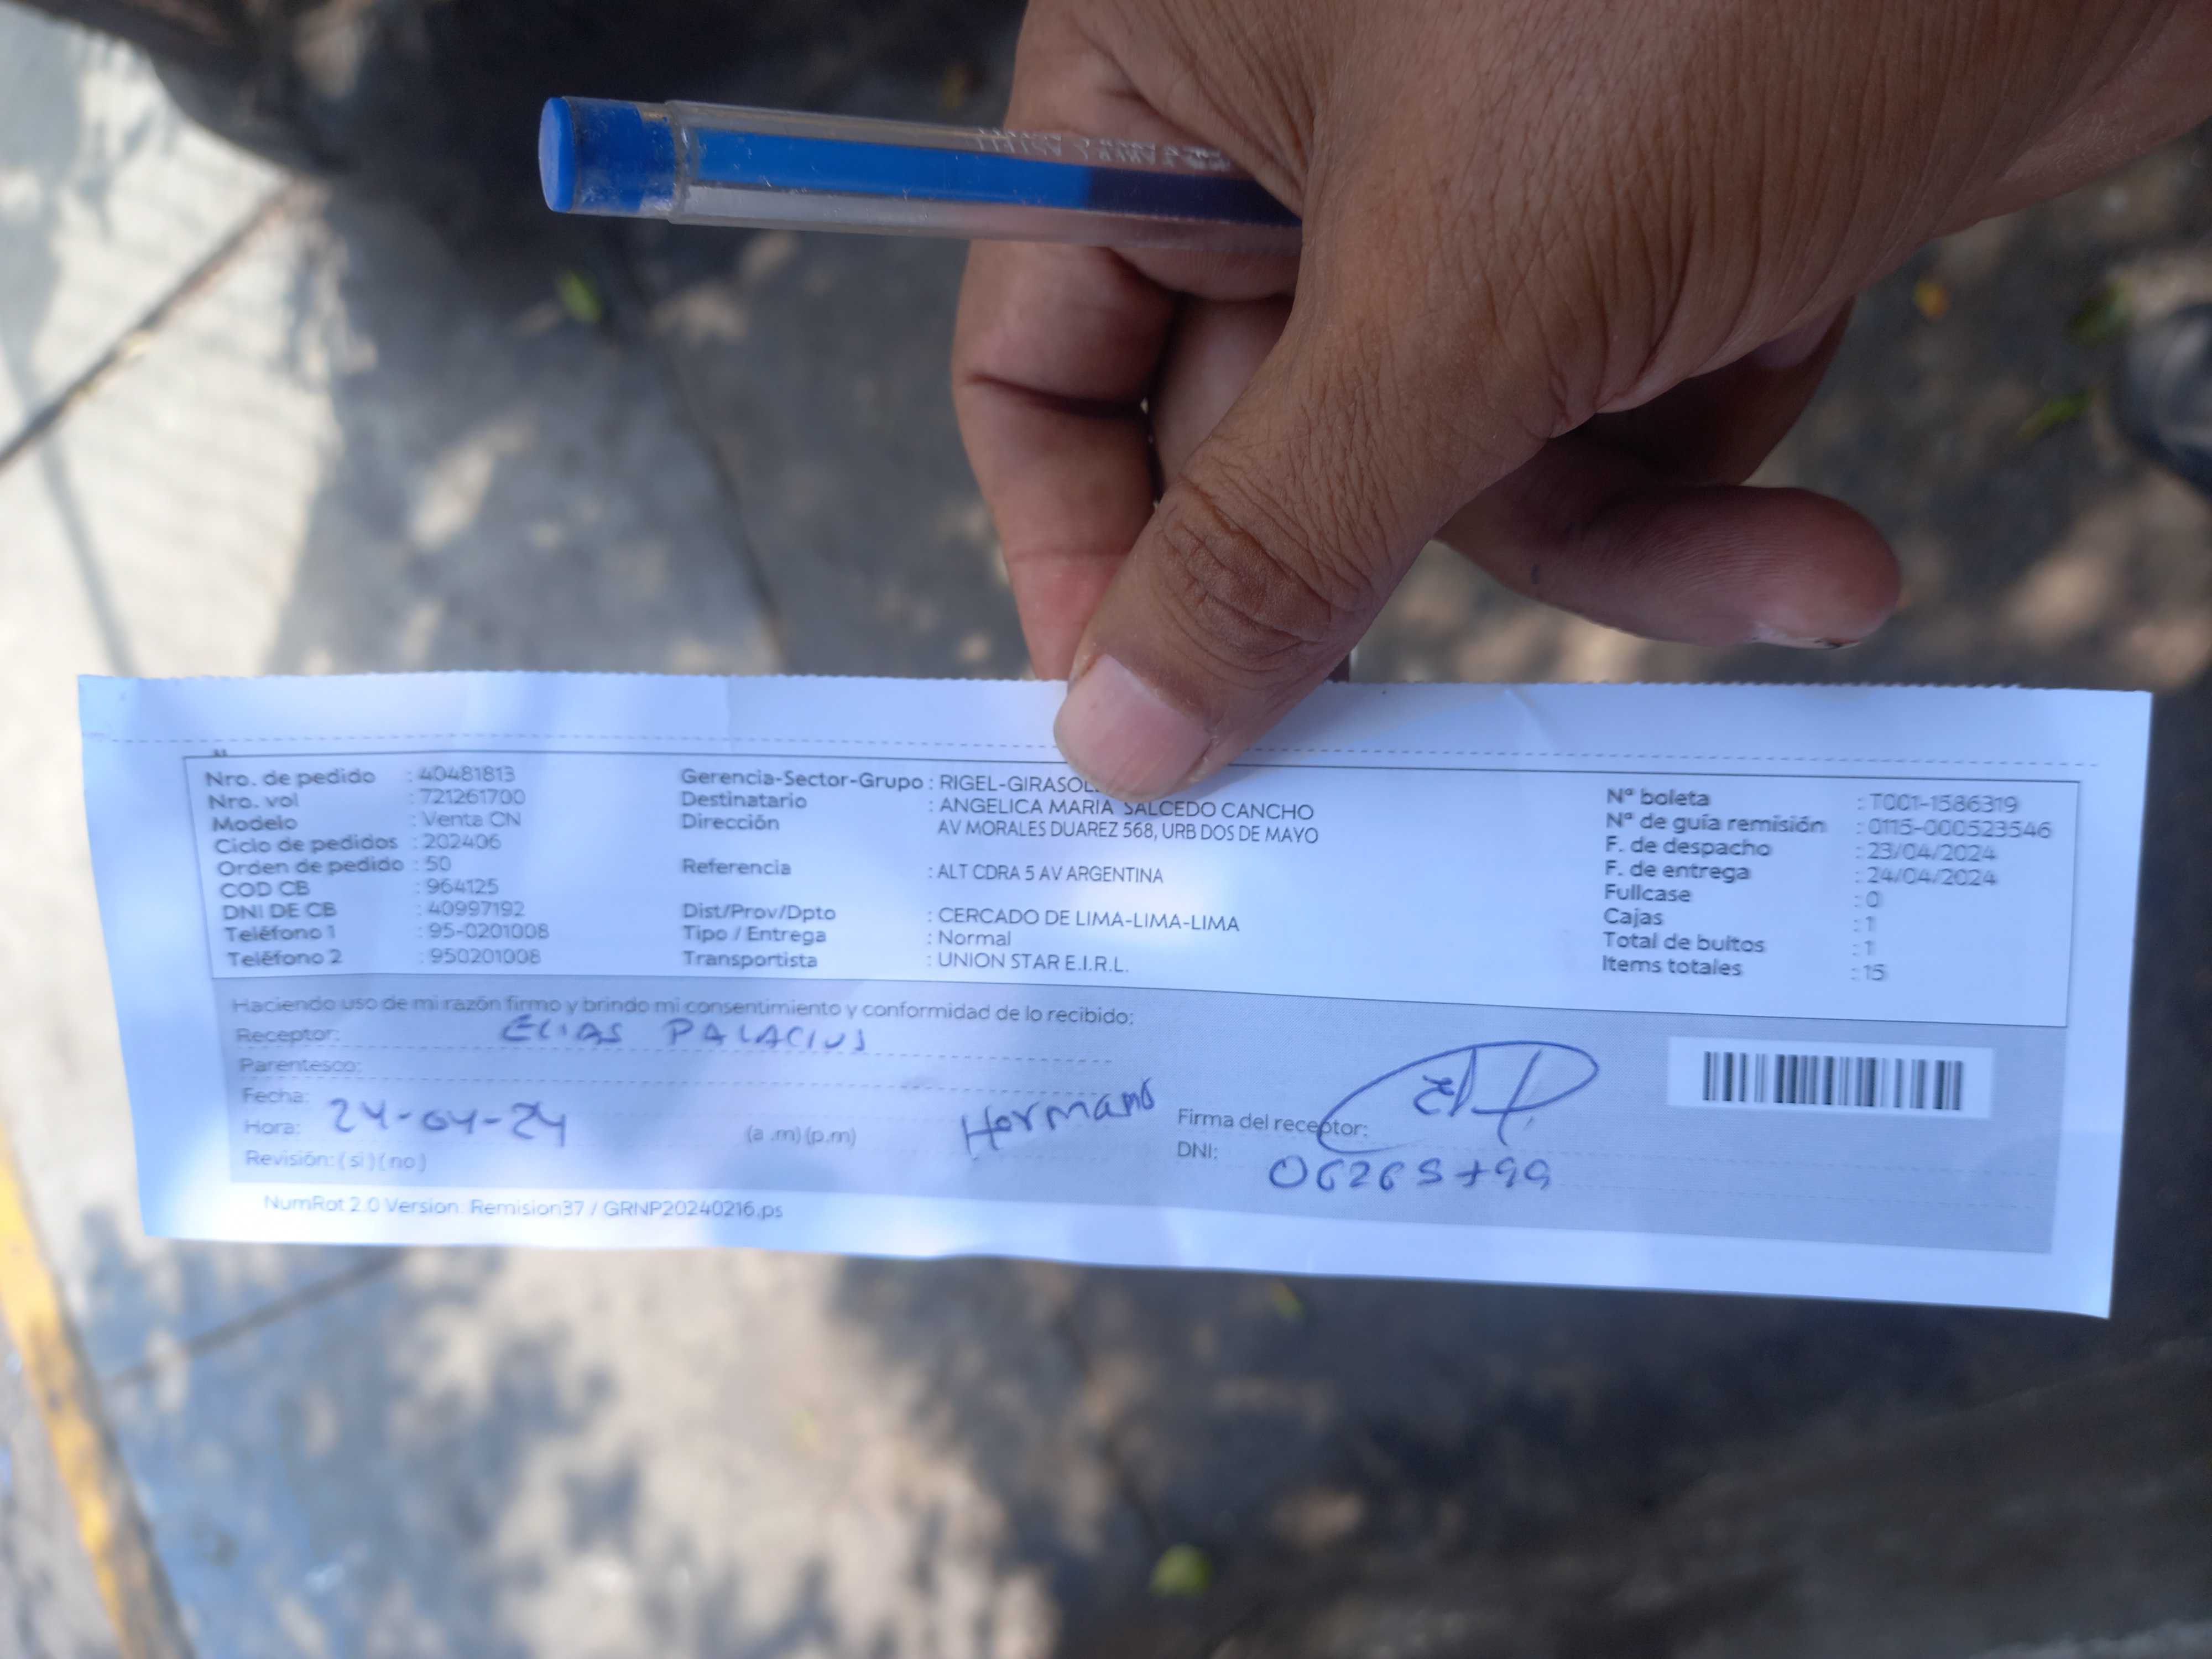 Nro. de pedido : 40481813
Nro. vol : 721261700
Modelo : Venta CN
Ciclo de pedidos : 202406
Orden de pedido : 50
COD CB : 964125
DNI DE CB : 40997192
Teléfono 1 : 95-0201008
Teléfono 2 : 950201008
Gerencia-Sector-Grupo : RIGEL-GIRASOL
Destinatario : ANGELICA MARIA SALCEDO CANCHO
Dirección AV MORALES DUAREZ 568, URB DOS DE MAYO
Referencia : ALT CDRA 5 AV ARGENTINA
Dist/Prov/Dpto : CERCADO DE LIMA-LIMA-LIMA
Tipo / Entrega : Normal
Transportista : UNION STAR E.I.R.L.
Nº boleta : T001-1586319
Nº de guía remisión : 0115-000523546
F. de despacho : 23/04/2024
F. de entrega : 24/04/2024
Fullcase : 0
Cajas : 1
Total de bultos : 1
Items totales : 15
Haciendo uso de mi razón firmo y brindo mi consentimiento y conformidad de lo recibido:
Receptor: ELIAS PALACIOS
Parentesco: Hermano
Fecha: 24-04-24
Hora: (a .m) (p.m)
Revisión: ( si ) ( no )
Firma del receptor:
DNI: 06265799
NumRot 2.0 Version: Remision37 / GRNP20240216.ps